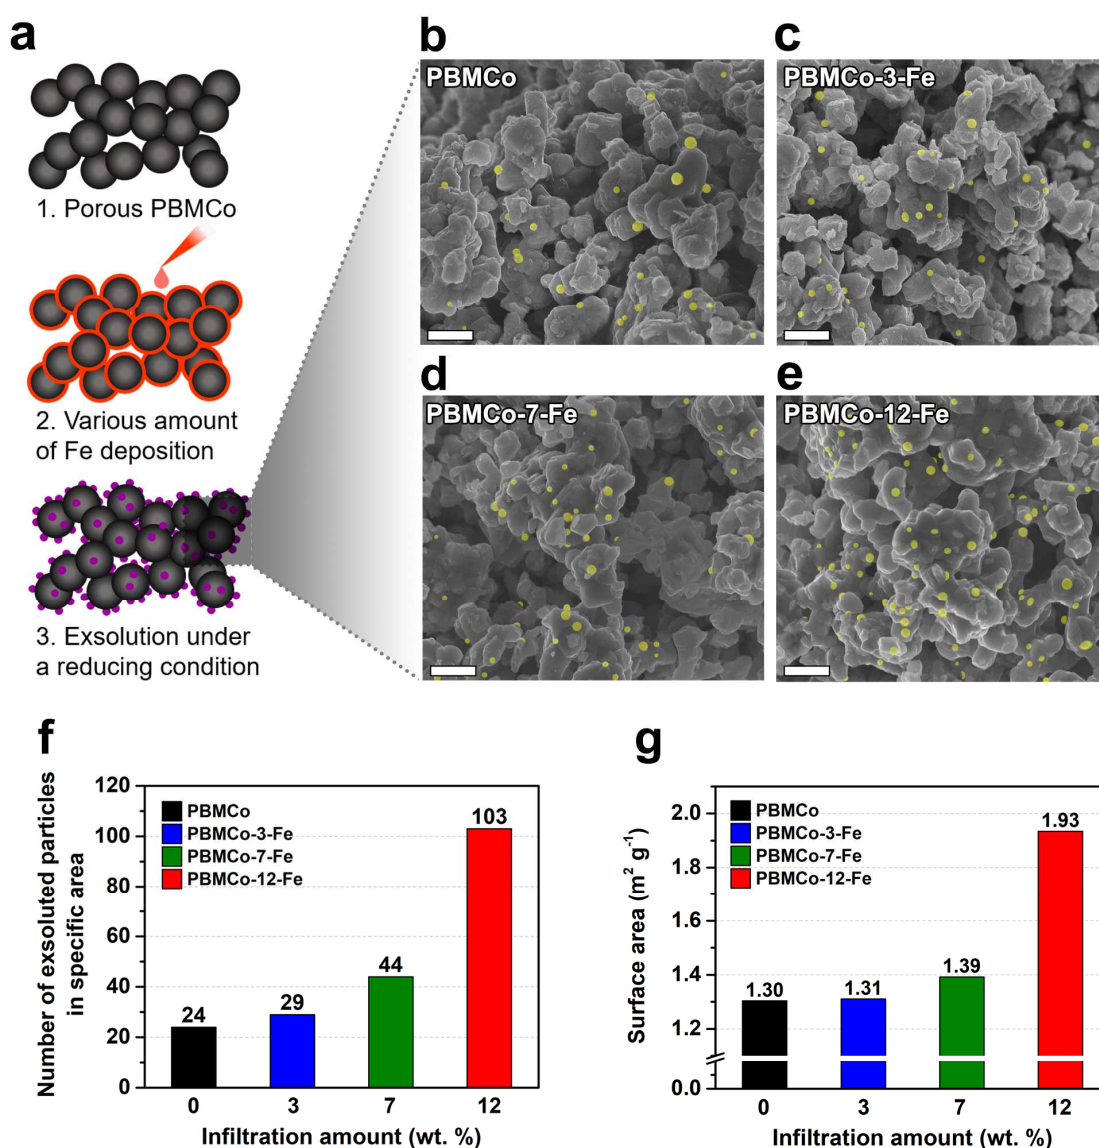 a
1. Porous PBMCo
2. Various amount
of Fe deposition
3. Exsolution under
a reducing condition
b
PBMCo
c
PBMCo-3-Fe
d
PBMCo-7-Fe
e
PBMCo-12-Fe
f
Number of exsoluted particles
in specific area
120
100
80
60
40
20
0
PBMCo
PBMCo-3-Fe
PBMCo-7-Fe
PBMCo-12-Fe
24
29
44
103
0 3 7 12
Infiltration amount (wt. %)
g
Surface area (m² g⁻¹)
2.0
1.8
1.6
1.4
1.2
0.0
PBMCo
PBMCo-3-Fe
PBMCo-7-Fe
PBMCo-12-Fe
1.30
1.31
1.39
1.93
0 3 7 12
Infiltration amount (wt. %)